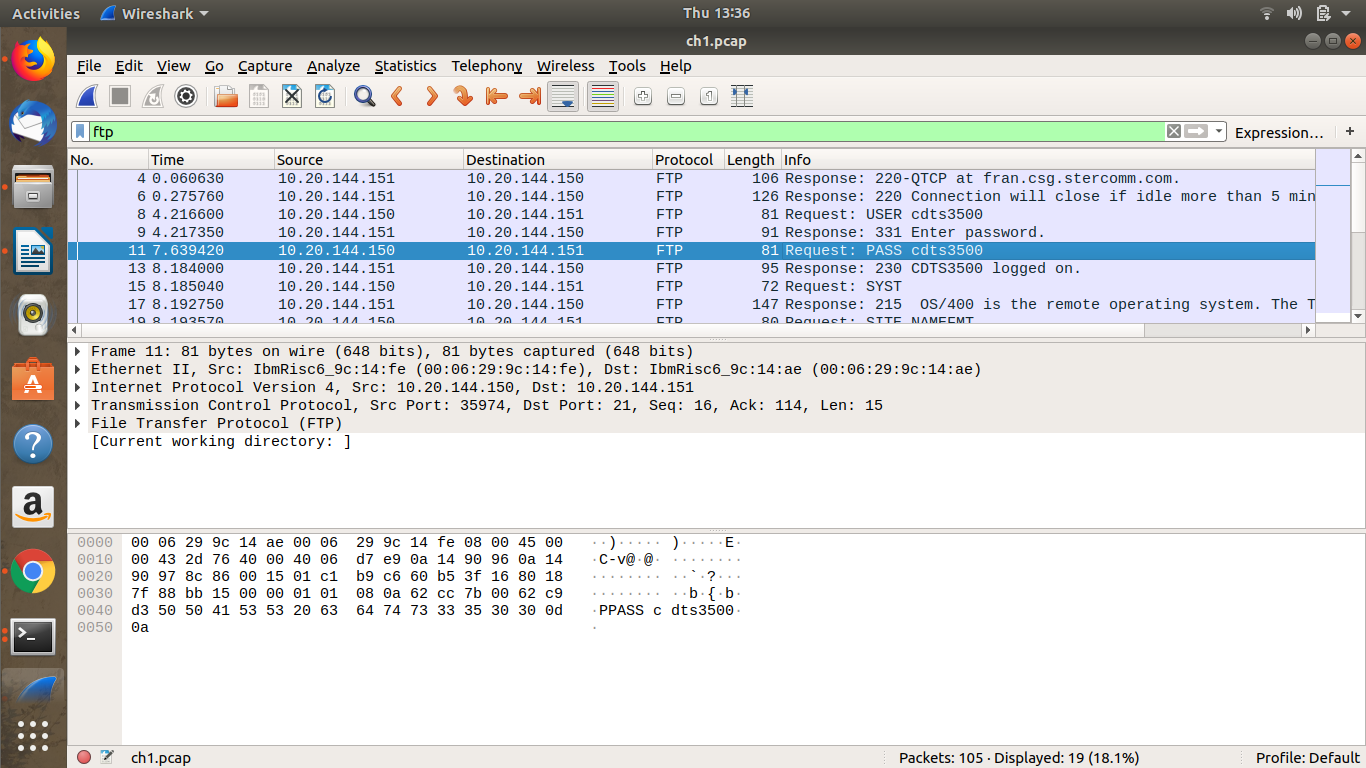 Activities Wireshark Thu 13:36
ch1.pcap
File Edit View Go Capture Analyze Statistics Telephony Wireless Tools Help
ftp Expression… +
No. Time Source Destination Protocol Length Info
4 0.060630 10.20.144.151 10.20.144.150 FTP 106 Response: 220-QTCP at fran.csg.stercomm.com.
6 0.275760 10.20.144.151 10.20.144.150 FTP 126 Response: 220 Connection will close if idle more than 5 min
8 4.216600 10.20.144.150 10.20.144.151 FTP 81 Request: USER cdts3500
9 4.217350 10.20.144.151 10.20.144.150 FTP 91 Response: 331 Enter password.
11 7.639420 10.20.144.150 10.20.144.151 FTP 81 Request: PASS cdts3500
13 8.184000 10.20.144.151 10.20.144.150 FTP 95 Response: 230 CDTS3500 logged on.
15 8.185040 10.20.144.150 10.20.144.151 FTP 72 Request: SYST
17 8.192750 10.20.144.151 10.20.144.150 FTP 147 Response: 215  OS/400 is the remote operating system. The T
19 8.193570 10.20.144.150 10.20.144.151 FTP 80 Request: SITE NAMEFMT
Frame 11: 81 bytes on wire (648 bits), 81 bytes captured (648 bits)
Ethernet II, Src: IbmRisc6_9c:14:fe (00:06:29:9c:14:fe), Dst: IbmRisc6_9c:14:ae (00:06:29:9c:14:ae)
Internet Protocol Version 4, Src: 10.20.144.150, Dst: 10.20.144.151
Transmission Control Protocol, Src Port: 35974, Dst Port: 21, Seq: 16, Ack: 114, Len: 15
File Transfer Protocol (FTP)
[Current working directory: ]
0000 00 06 29 9c 14 ae 00 06 29 9c 14 fe 08 00 45 00 ··)····· )·····E·
0010 00 43 2d 76 40 00 40 06 d7 e9 0a 14 90 96 0a 14 ·C-v@·@· ········
0020 90 97 8c 86 00 15 01 c1 b9 c6 60 b5 3f 16 80 18 ········ ··`·?···
0030 7f 88 bb 15 00 00 01 01 08 0a 62 cc 7b 00 62 c9 ········ ··b·{·b·
0040 d3 50 50 41 53 53 20 63 64 74 73 33 35 30 30 0d ·PPASS c dts3500·
0050 0a ·
ch1.pcap Packets: 105 · Displayed: 19 (18.1%) Profile: Default